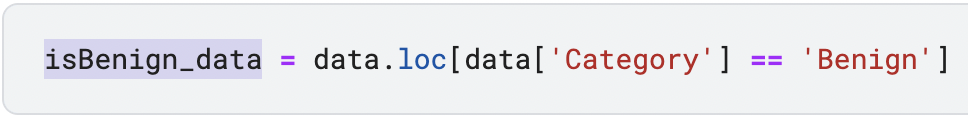 isBenign_data = data.loc[data['Category'] == 'Benign']